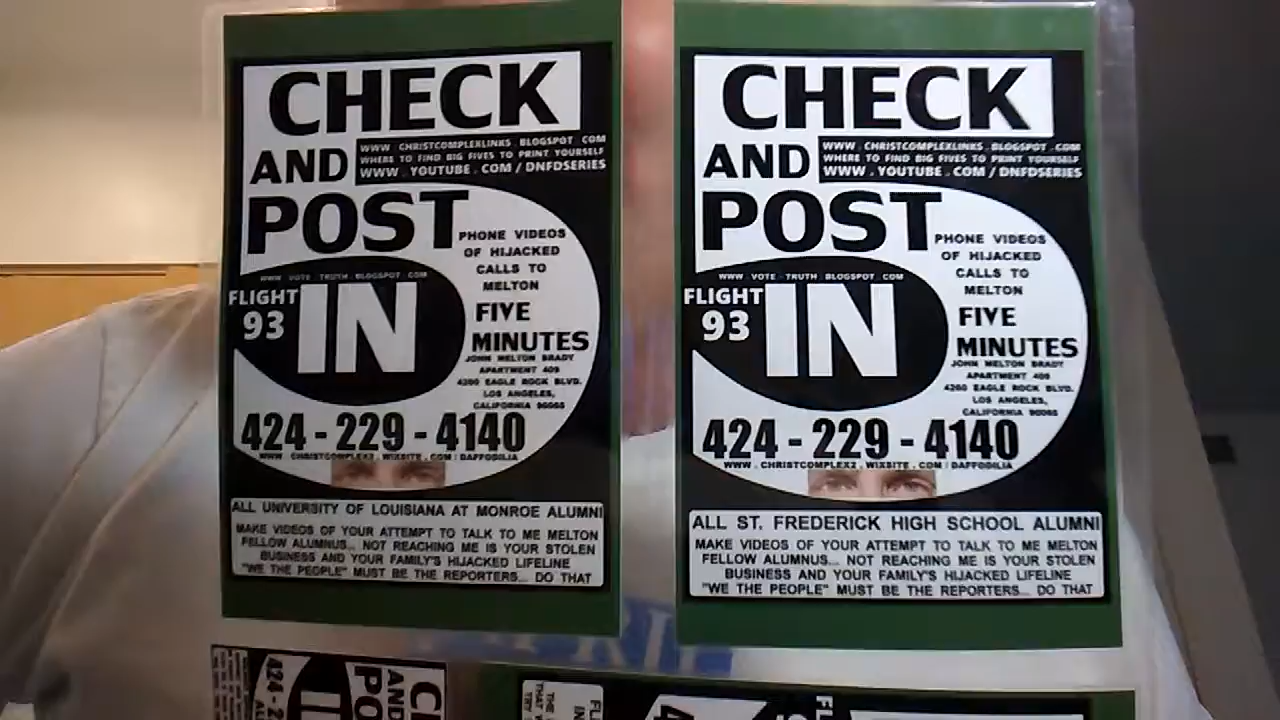 CHECK
AND
WWW . CHRISTCOMPLEXLINKS . BLOGSPOT . COM
WHERE TO FIND BIG FIVES TO PRINT YOURSELF
WWW . YOUTUBE . COM / DNFDSERIES
POST
PHONE VIDEOS
OF HIJACKED
CALLS TO
MELTON
WWW . VOTE - TRUTH . BLOGSPOT . COM
FLIGHT
93
IN
FIVE
MINUTES
JOHN MELTON BRADY
APARTMENT 409
4260 EAGLE ROCK BLVD.
LOS ANGELES,
CALIFORNIA 90065
424 - 229 - 4140
WWW . CHRISTCOMPLEX2 . WIXSITE . COM / DAFFODILIA
ALL UNIVERSITY OF LOUISIANA AT MONROE ALUMNI
MAKE VIDEOS OF YOUR ATTEMPT TO TALK TO ME MELTON
FELLOW ALUMNUS... NOT REACHING ME IS YOUR STOLEN
BUSINESS AND YOUR FAMILY'S HIJACKED LIFELINE
"WE THE PEOPLE" MUST BE THE REPORTERS... DO THAT
CHECK
AND
WWW . CHRISTCOMPLEXLINKS . BLOGSPOT . COM
WHERE TO FIND BIG FIVES TO PRINT YOURSELF
WWW . YOUTUBE . COM / DNFDSERIES
POST
PHONE VIDEOS
OF HIJACKED
CALLS TO
MELTON
WWW . VOTE - TRUTH . BLOGSPOT . COM
FLIGHT
93
IN
FIVE
MINUTES
JOHN MELTON BRADY
APARTMENT 409
4260 EAGLE ROCK BLVD.
LOS ANGELES,
CALIFORNIA 90065
424 - 229 - 4140
WWW . CHRISTCOMPLEX2 . WIXSITE . COM / DAFFODILIA
ALL ST. FREDERICK HIGH SCHOOL ALUMNI
MAKE VIDEOS OF YOUR ATTEMPT TO TALK TO ME MELTON
FELLOW ALUMNUS... NOT REACHING ME IS YOUR STOLEN
BUSINESS AND YOUR FAMILY'S HIJACKED LIFELINE
"WE THE PEOPLE" MUST BE THE REPORTERS... DO THAT